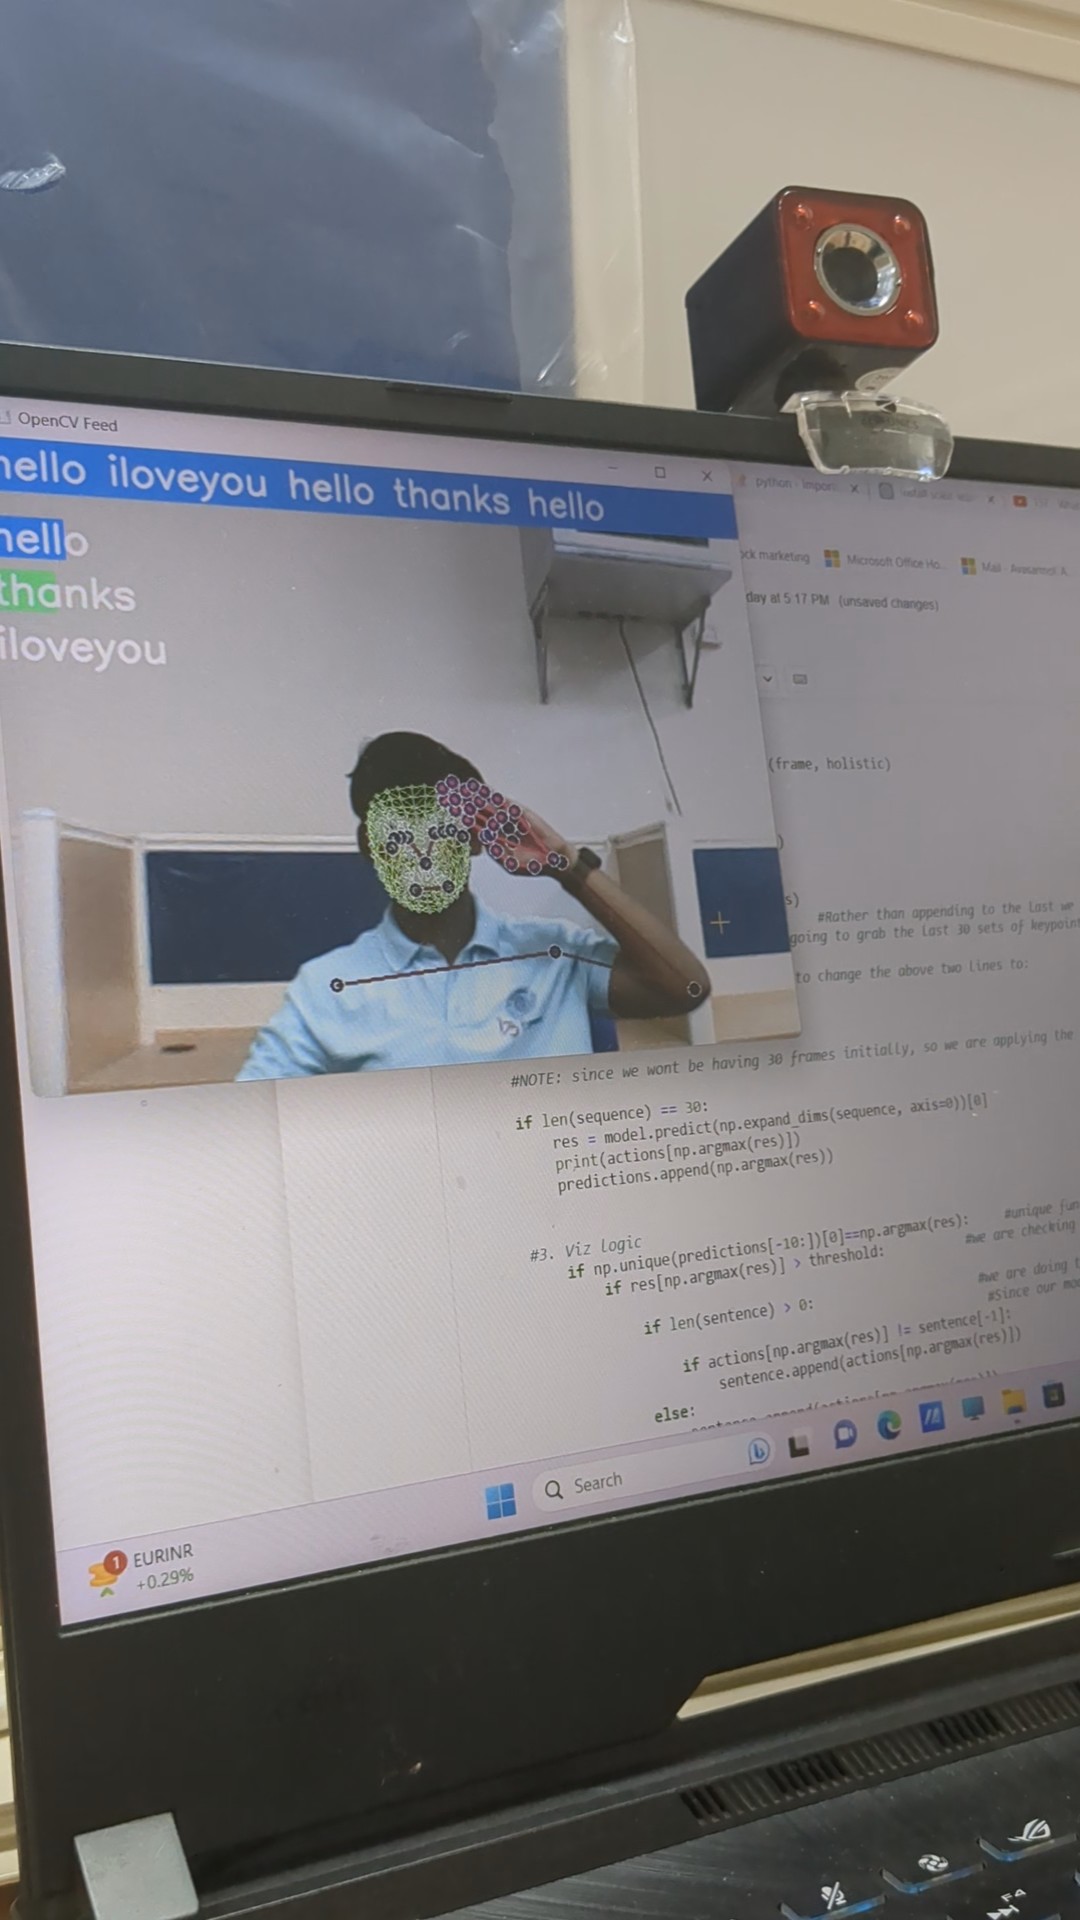 OpenCV Feed
hello iloveyou hello thanks hello
hello
thanks
iloveyou
python - Import
ck marketing
Microsoft Office Ho...
Mail -
day at 5:17 PM (unsaved changes)
(frame, holistic)
)
s)
#Rather than appending to the last we
going to grab the last 30 sets of keypoint
to change the above two lines to:
#NOTE: since we wont be having 30 frames initially, so we are applying the
if len(sequence) == 30:
res = model.predict(np.expand_dims(sequence, axis=0))[0]
print(actions[np.argmax(res)])
predictions.append(np.argmax(res))
#3. Viz logic
#unique fun
if np.unique(predictions[-10:])[0]==np.argmax(res):
#we are checking
if res[np.argmax(res)] > threshold:
#we are doing t
#Since our mo
if len(sentence) > 0:
if actions[np.argmax(res)] != sentence[-1]:
sentence.append(actions[np.argmax(res)])
else:
Search
1
EURINR
+0.29%
F4